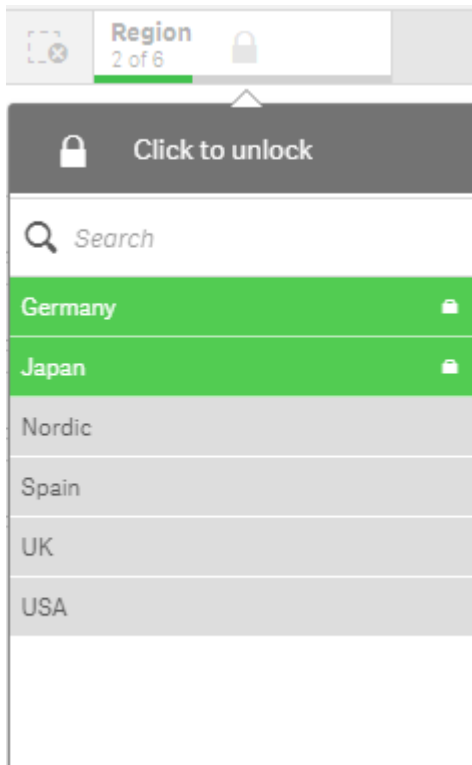 Region
2 of 6
Click to unlock
Search
Germany
Japan
Nordic
Spain
UK
USA